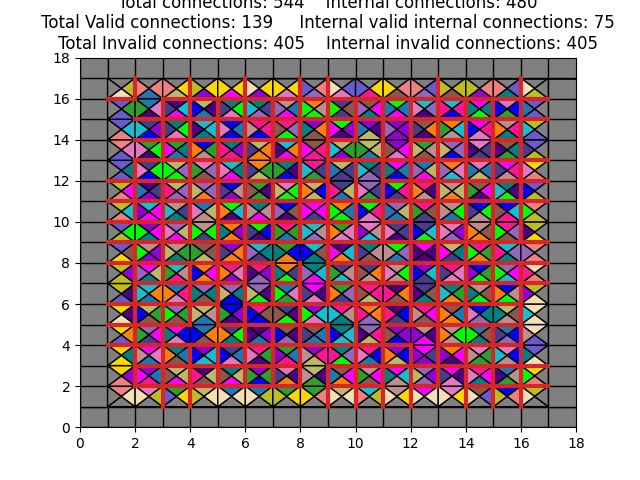 Total connections: 544    Internal connections: 480
Total Valid connections: 139    Internal valid internal connections: 75
Total Invalid connections: 405    Internal invalid connections: 405
18
16
14
12
10
8
6
4
2
0
0 2 4 6 8 10 12 14 16 18